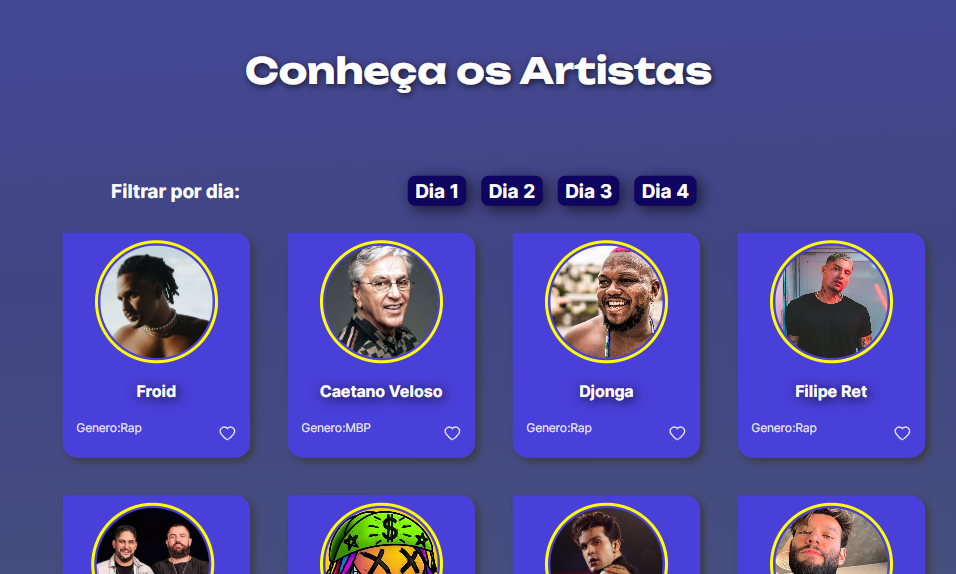 Conheça os Artistas
Filtrar por dia: Dia 1 Dia 2 Dia 3 Dia 4
Froid Caetano Veloso Djonga Filipe Ret
Genero:Rap Genero:MBP Genero:Rap Genero:Rap
$